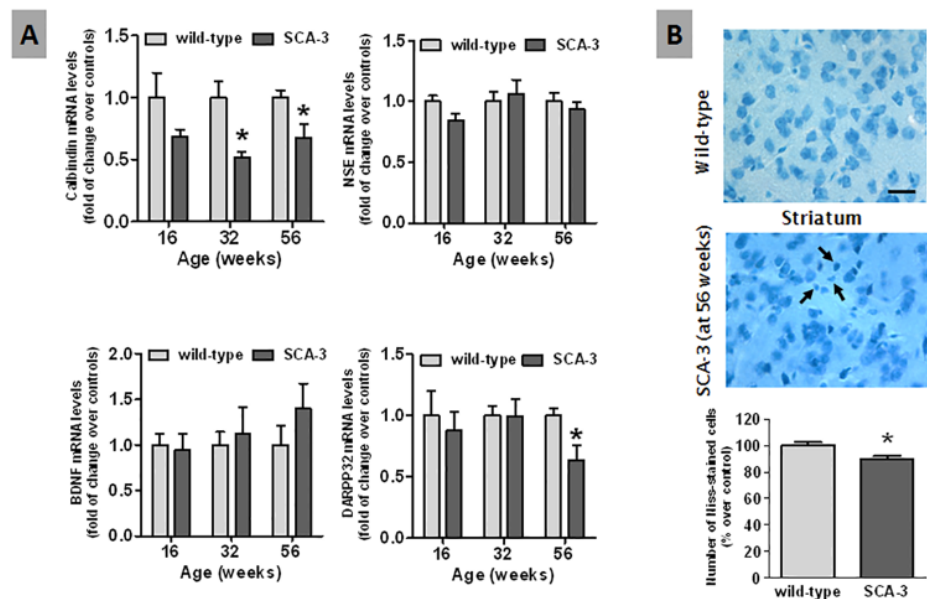 A
wild-type SCA-3
Calbindin mRNA levels
(fold of change over controls)
1.5
1.0
0.5
0.0
*
*
16 32 56
Age (weeks)
wild-type SCA-3
NSE mRNA levels
(fold of change over controls)
1.5
1.0
0.5
0.0
16 32 56
Age (weeks)
wild-type SCA-3
BDNF mRNA levels
(fold of change over controls)
2.0
1.5
1.0
0.5
0.0
16 32 56
Age (weeks)
wild-type SCA-3
DARPP32 mRNA levels
(fold of change over controls)
1.5
1.0
0.5
0.0
*
16 32 56
Age (weeks)
B
Wild-type
Striatum
SCA-3 (at 56 weeks)
Number of Niss-stained cells
(% over control)
120
100
80
60
40
20
0
*
wild-type SCA-3